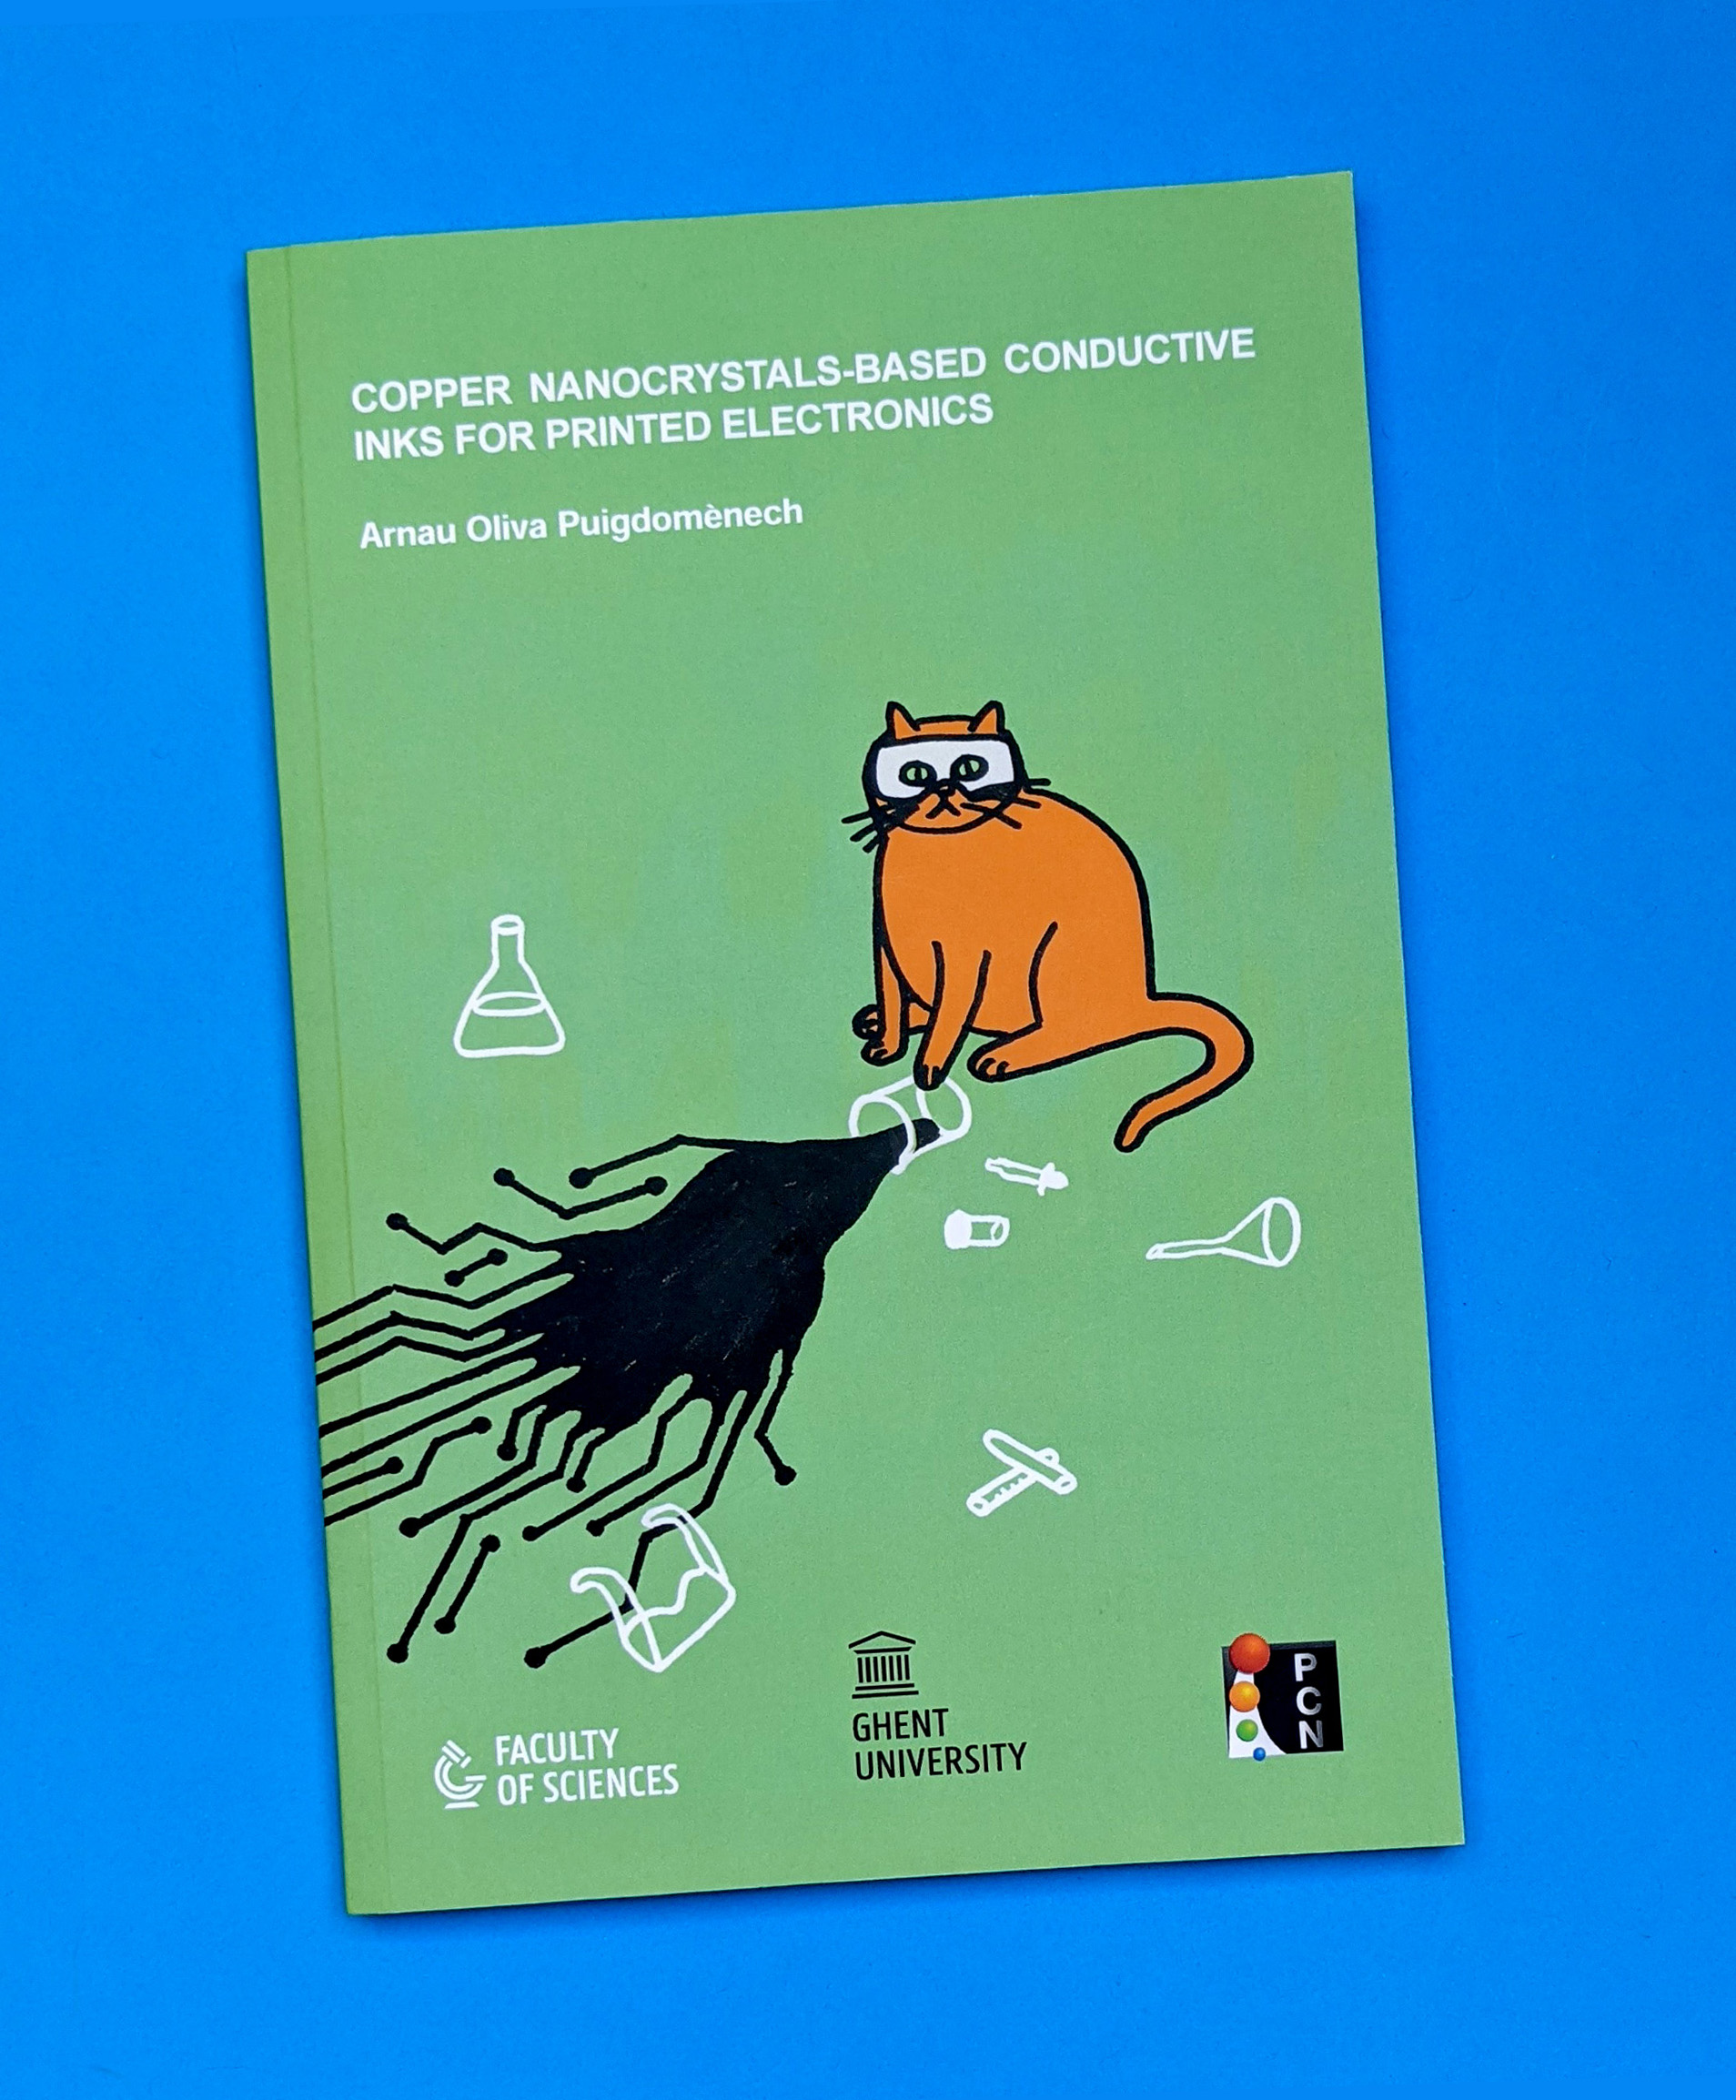 COPPER NANOCRYSTALS-BASED CONDUCTIVE
INKS FOR PRINTED ELECTRONICS
Arnau Oliva Puigdomènech
FACULTY
OF SCIENCES
GHENT
UNIVERSITY
P
C
N